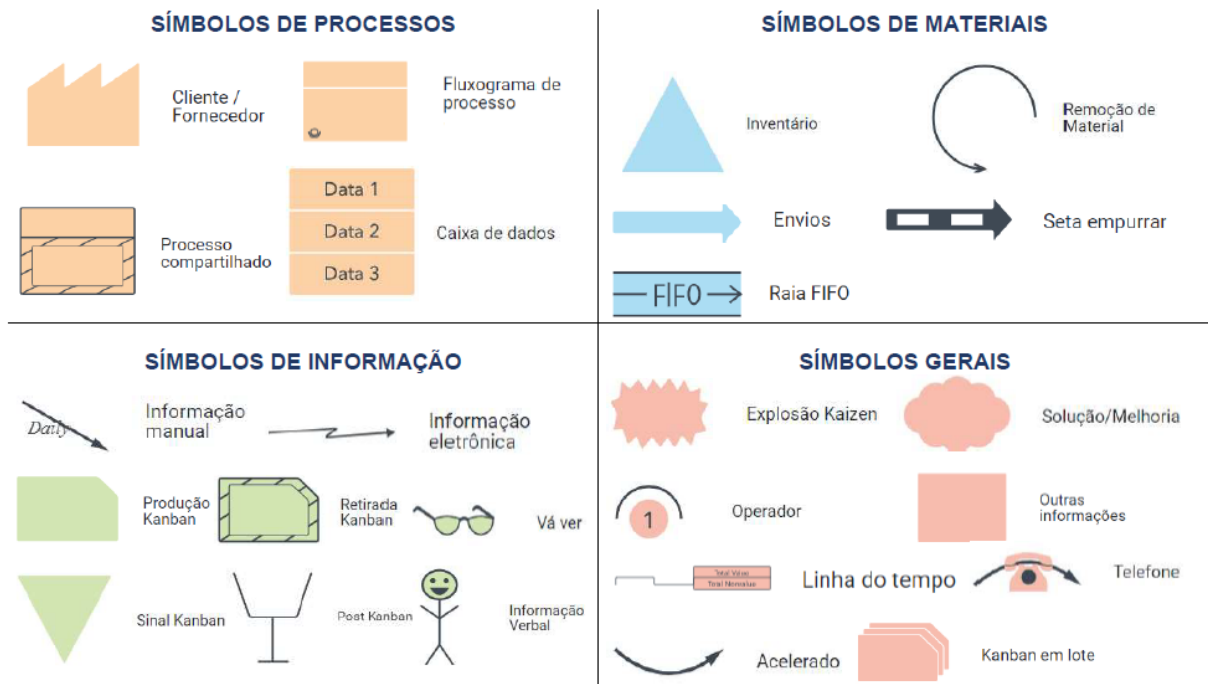 SÍMBOLOS DE PROCESSOS
Cliente /
Fornecedor
Fluxograma de
processo
Processo
compartilhado
Data 1
Data 2
Data 3
Caixa de dados
SÍMBOLOS DE MATERIAIS
Inventário
Remoção de
Material
Envios
Seta empurrar
FIFO
Raia FIFO
SÍMBOLOS DE INFORMAÇÃO
Daily
Informação
manual
Informação
eletrônica
Produção
Kanban
Retirada
Kanban
Vá ver
Sinal Kanban
Post Kanban
Informação
Verbal
SÍMBOLOS GERAIS
Explosão Kaizen
Solução/Melhoria
1
Operador
Outras
informações
Total Value
Linha do tempo
Telefone
Acelerado
Kanban em lote